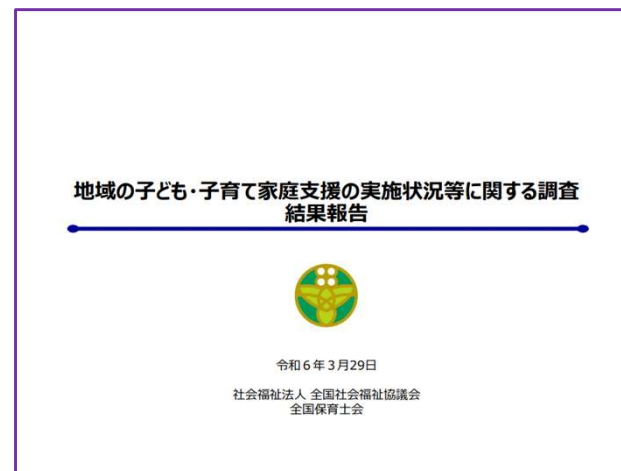 地域の子ども・子育て家庭支援の実施状況等に関する調査
結果報告
令和６年３月29日
社会福祉法人 全国社会福祉協議会
全国保育士会